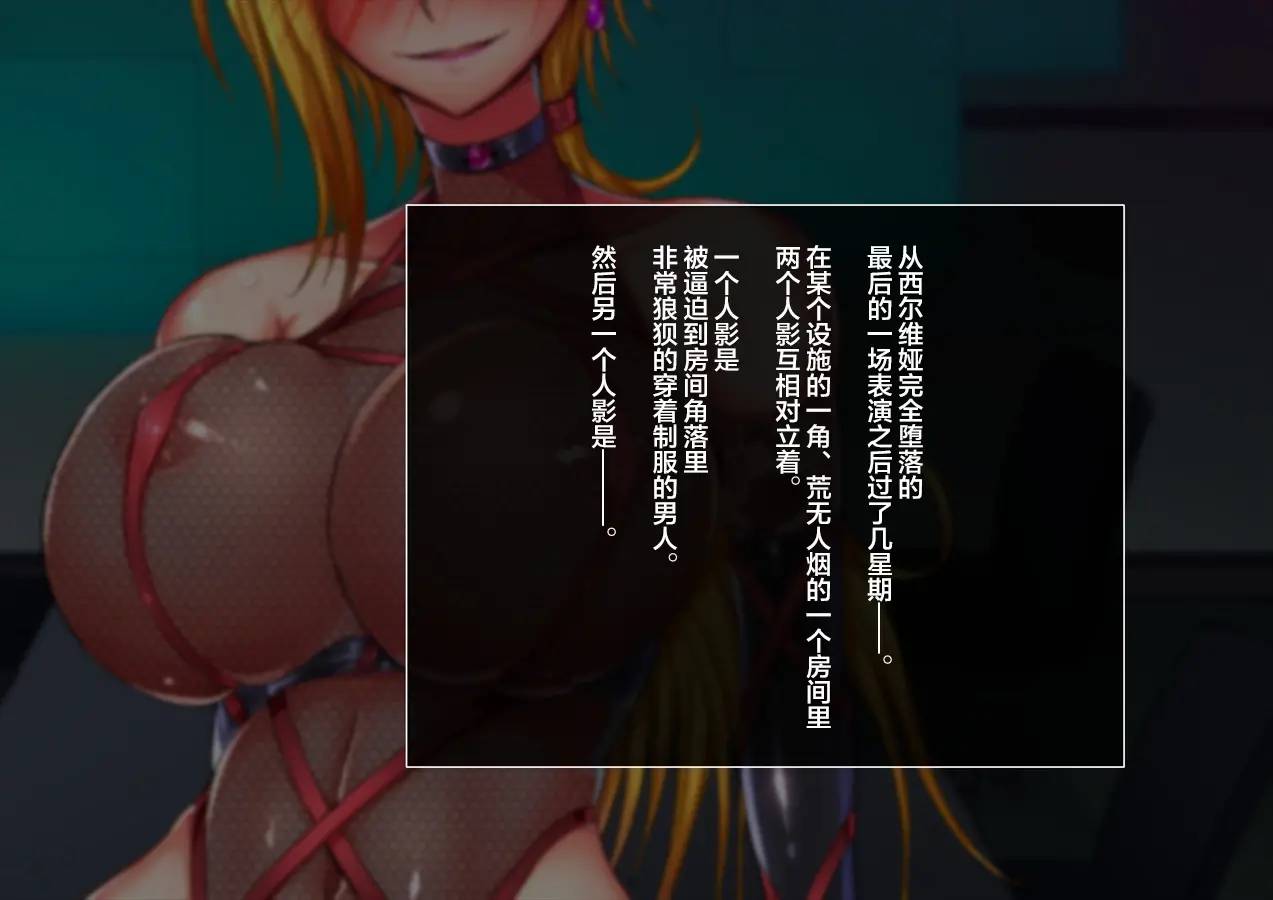 从西尔维娅完全堕落的
最后的一场表演之后过了几星期——。
在某个设施的一角、荒无人烟的一个房间里
两个人影互相对立着。
一个人影是
被逼迫到房间角落里
非常狼狈的穿着制服的男人。
然后另一个人影是———。